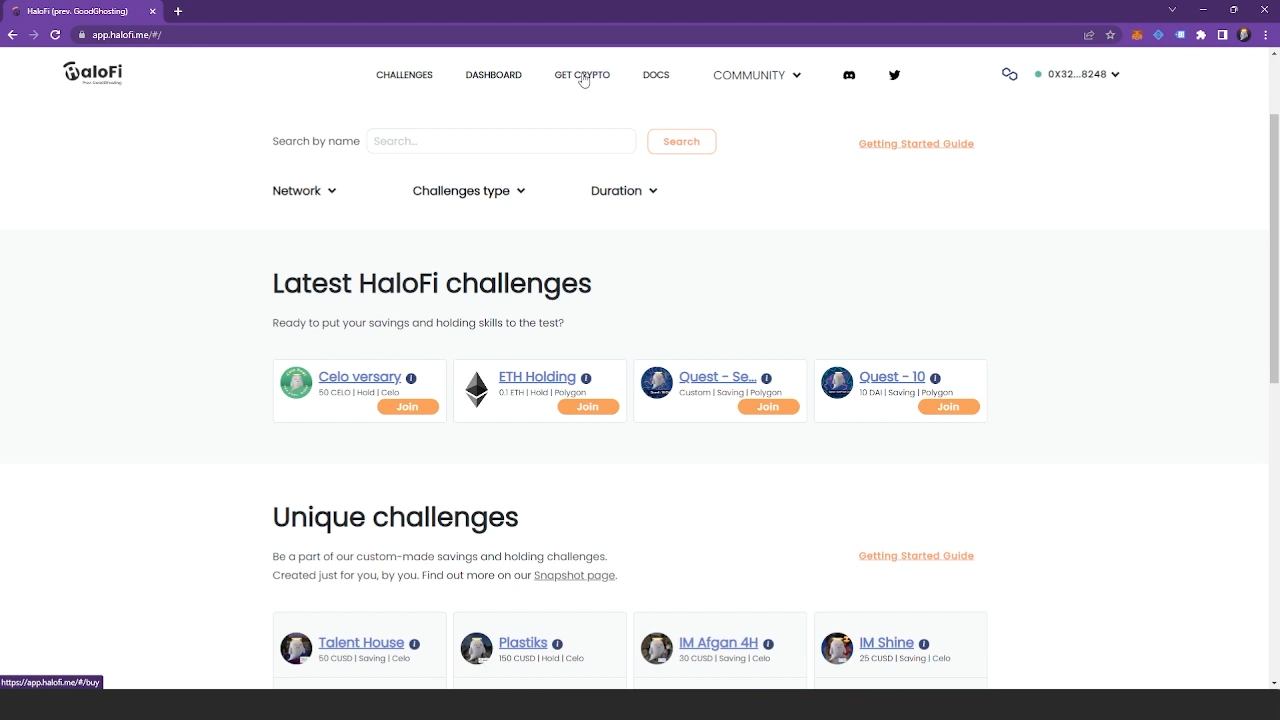 HaloFi (prev. GoodGhosting)
app.halofi.me/#/
HaloFi
CHALLENGES DASHBOARD GET CRYPTO DOCS COMMUNITY 0X32...8248
Search by name Search... Search Getting Started Guide
Network Challenges type Duration
Latest HaloFi challenges
Ready to put your savings and holding skills to the test?
Celo versary
50 CELO | Hold | Celo
Join
ETH Holding
0.1 ETH | Hold | Polygon
Join
Quest - Se...
Custom | Saving | Polygon
Join
Quest - 10
10 DAI | Saving | Polygon
Join
Unique challenges
Be a part of our custom-made savings and holding challenges.
Getting Started Guide
Created just for you, by you. Find out more on our Snapshot page.
Talent House
50 CUSD | Saving | Celo
Plastiks
150 CUSD | Hold | Celo
IM Afgan 4H
30 CUSD | Saving | Celo
IM Shine
25 CUSD | Saving | Celo
https://app.halofi.me/#/buy